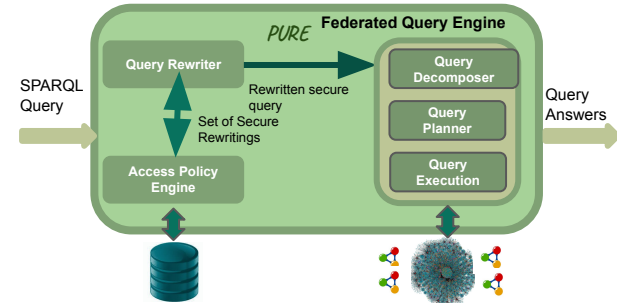 PURE
Federated Query Engine
Query Rewriter
Query
Decomposer
SPARQL
Query
Rewritten secure
query
Set of Secure
Rewritings
Query
Answers
Query
Planner
Access Policy
Engine
Query
Execution